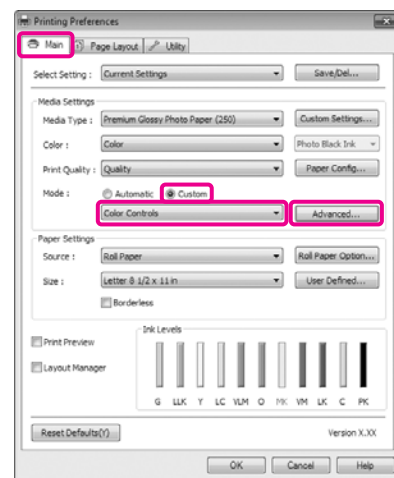 Printing Preferences
Main Page Layout Utility
Select Setting : Current Settings Save/Del...
Media Settings
Media Type : Premium Glossy Photo Paper (250) Custom Settings...
Color : Color Photo Black Ink
Print Quality : Quality Paper Config...
Mode : Automatic Custom
Color Controls Advanced...
Paper Settings
Source : Roll Paper Roll Paper Option...
Size : Letter 8 1/2 x 11 in User Defined...
Borderless
Ink Levels
Print Preview
Layout Manager
G LLK Y LC VLM O MK VM LK C PK
Reset Defaults(Y) Version X.XX
OK Cancel Help